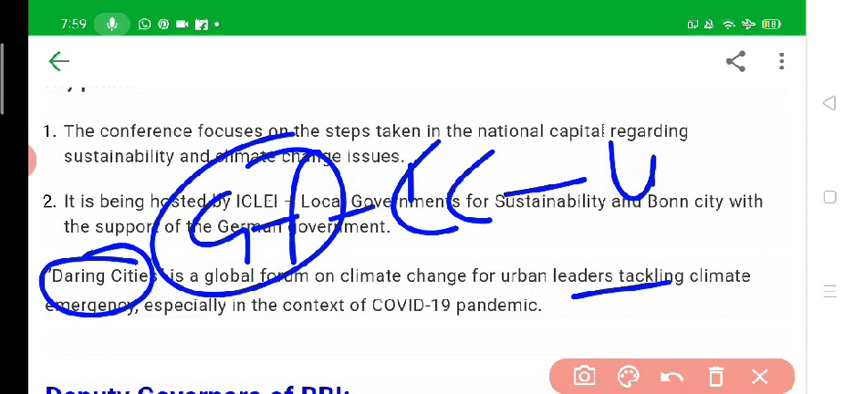 7:59
1. The conference focuses on the steps taken in the national capital regarding
sustainability and climate change issues.
2. It is being hosted by ICLEI – Local Governments for Sustainability and Bonn city with
the support of the German government.
'Daring Cities' is a global forum on climate change for urban leaders tackling climate
emergency, especially in the context of COVID-19 pandemic.
Deputy Governors of RBI: